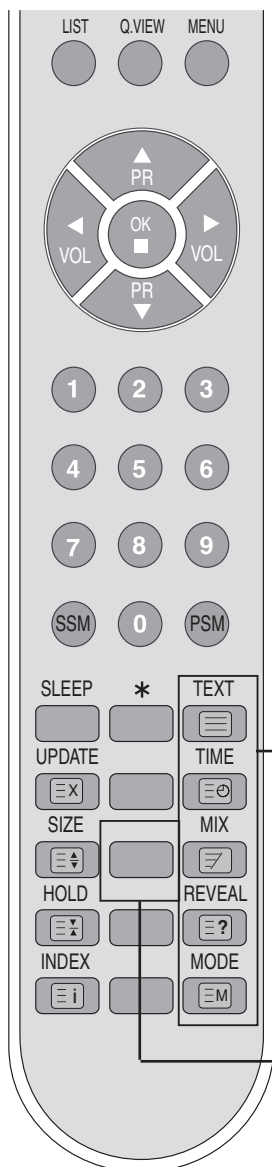 LIST Q.VIEW MENU
PR
VOL OK VOL
PR
1 2 3
4 5 6
7 8 9
SSM 0 PSM
SLEEP * TEXT
UPDATE TIME
X
SIZE MIX
HOLD REVEAL
?
INDEX MODE
i M